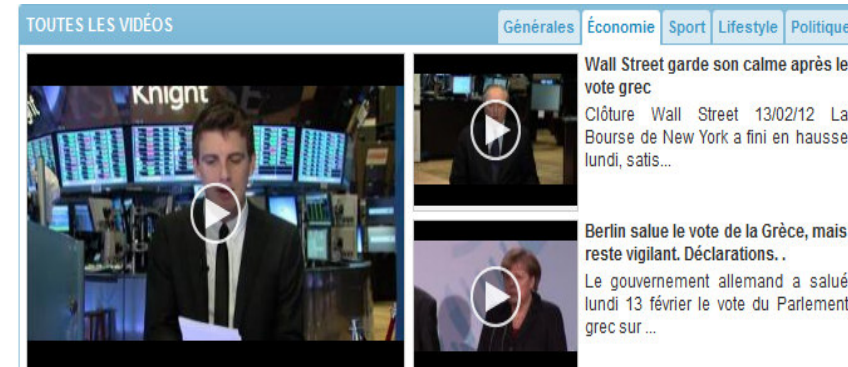 TOUTES LES VIDÉOS
Générales Économie Sport Lifestyle Politique
Knight
Wall Street garde son calme après le
vote grec
Clôture Wall Street 13/02/12 La
Bourse de New York a fini en hausse
lundi, satis...
Berlin salue le vote de la Grèce, mais
reste vigilant. Déclarations. .
Le gouvernement allemand a salué
lundi 13 février le vote du Parlement
grec sur ...